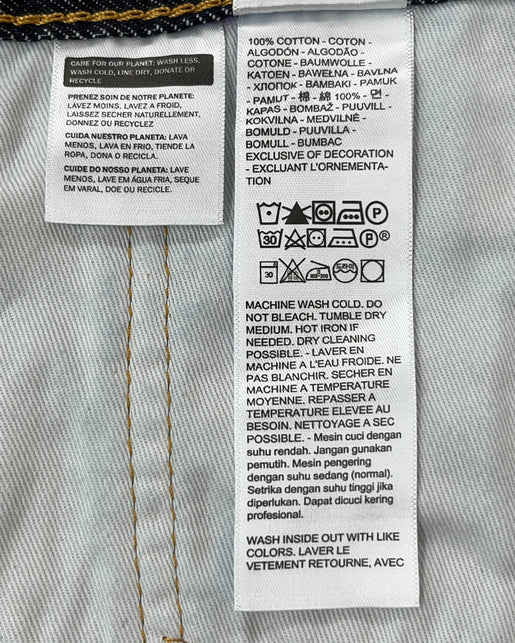 CARE FOR OUR PLANET: WASH LESS,
WASH COLD, LINE DRY, DONATE OR
RECYCLE
PRENEZ SOIN DE NOTRE PLANETE:
LAVEZ MOINS, LAVEZ A FROID,
LAISSEZ SECHER NATURELLEMENT,
DONNEZ OU RECYCLEZ
CUIDA NUESTRO PLANETA: LAVA
MENOS, LAVA EN FRIO, TIENDE LA
ROPA, DONA O RECICLA.
CUIDE DO NOSSO PLANETA: LAVE
MENOS, LAVE EM ÁGUA FRIA, SEQUE
EM VARAL, DOE OU RECICLE.
100% COTTON - COTON -
ALGODÓN - ALGODÃO -
COTONE - BAUMWOLLE -
KATOEN - BAWEŁNA - BAVLNA
- ХЛОПОК - ΒΑΜΒΑΚΙ - PAMUK
- PAMUT - 棉 - 綿 100% - 면 -
KAPAS - BOMBAŽ - PUUVILL -
KOKVILNA - MEDVILNĖ -
BOMULD - PUUVILLA -
BOMULL - BUMBAC
EXCLUSIVE OF DECORATION
- EXCLUANT L'ORNEMENTA-
TION
P
30 P®
30 180-210 드라이
MACHINE WASH COLD. DO
NOT BLEACH. TUMBLE DRY
MEDIUM. HOT IRON IF
NEEDED. DRY CLEANING
POSSIBLE. - LAVER EN
MACHINE A L'EAU FROIDE. NE
PAS BLANCHIR. SECHER EN
MACHINE A TEMPERATURE
MOYENNE. REPASSER A
TEMPERATURE ELEVEE AU
BESOIN. NETTOYAGE A SEC
POSSIBLE. - Mesin cuci dengan
suhu rendah. Jangan gunakan
pemutih. Mesin pengering
dengan suhu sedang (normal).
Setrika dengan suhu tinggi jika
diperlukan. Dapat dicuci kering
profesional.
WASH INSIDE OUT WITH LIKE
COLORS. LAVER LE
VETEMENT RETOURNE, AVEC